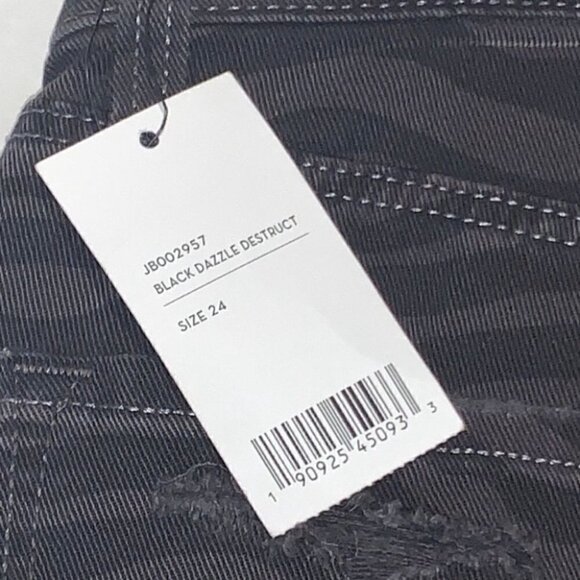 JB002957
BLACK DAZZLE DESTRUCT
SIZE 24
1 90925 45093 3